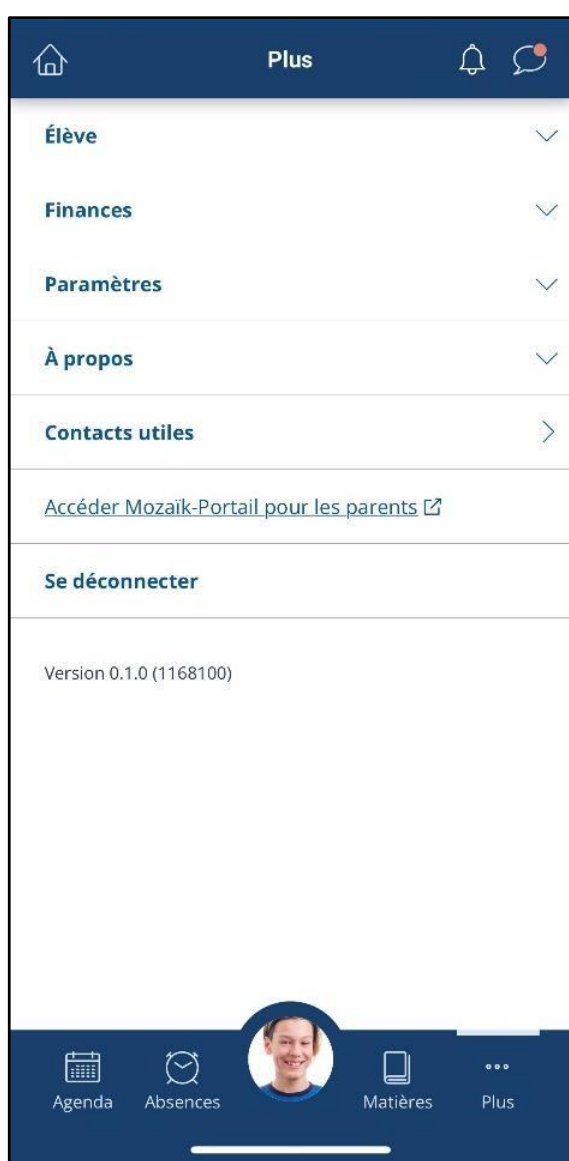 Plus
Élève
Finances
Paramètres
À propos
Contacts utiles
Accéder Mozaïk-Portail pour les parents
Se déconnecter
Version 0.1.0 (1168100)
Agenda
Absences
Matières
Plus